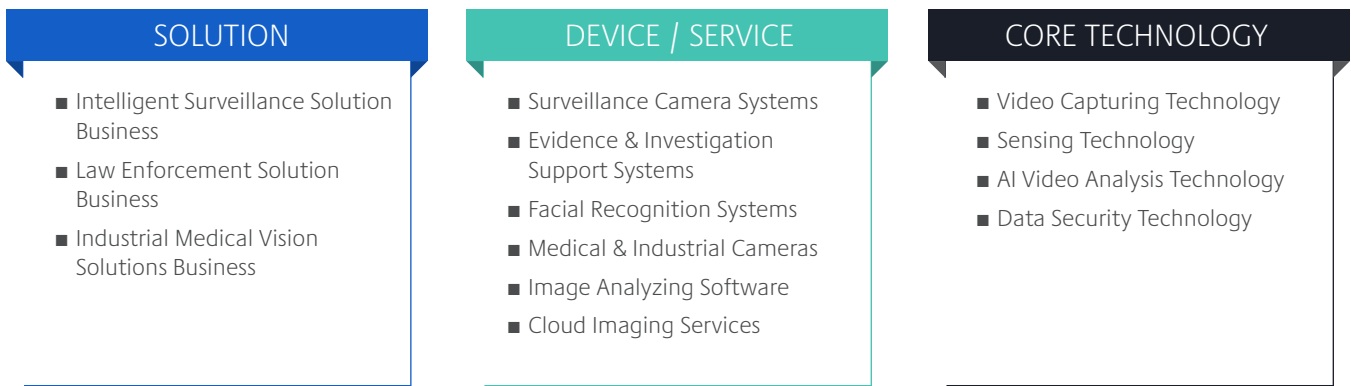 SOLUTION
■ Intelligent Surveillance Solution
Business
■ Law Enforcement Solution
Business
■ Industrial Medical Vision
Solutions Business
DEVICE / SERVICE
■ Surveillance Camera Systems
■ Evidence & Investigation
Support Systems
■ Facial Recognition Systems
■ Medical & Industrial Cameras
■ Image Analyzing Software
■ Cloud Imaging Services
CORE TECHNOLOGY
■ Video Capturing Technology
■ Sensing Technology
■ AI Video Analysis Technology
■ Data Security Technology